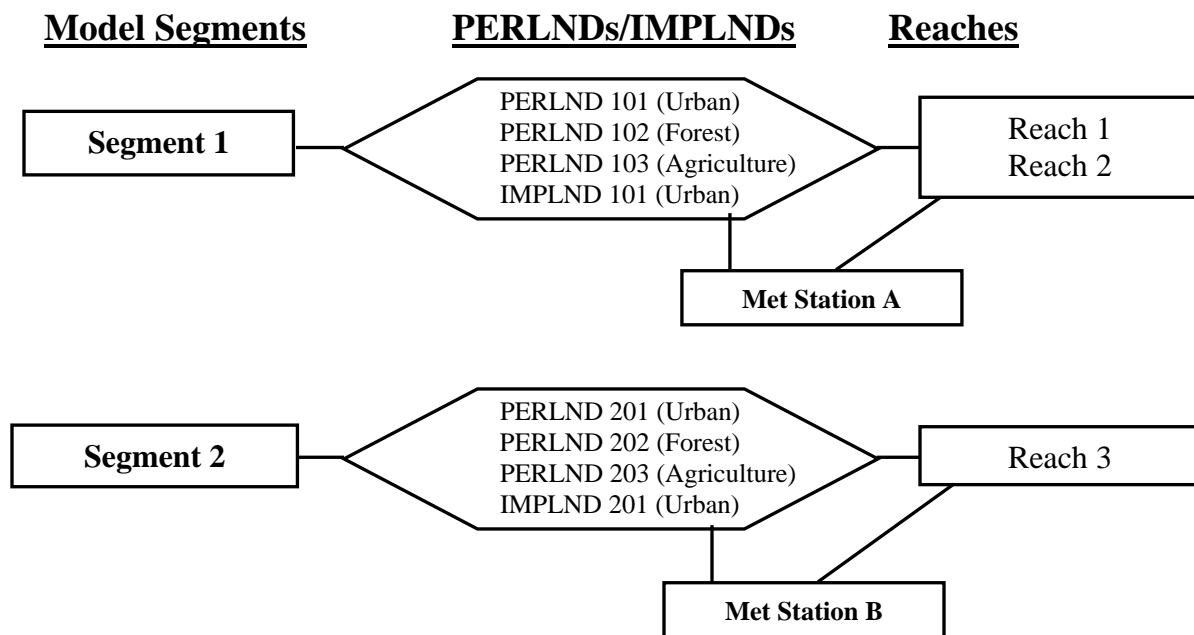 Model Segments
PERLNDs/IMPLNDs
Reaches
Segment 1
PERLND 101 (Urban)
PERLND 102 (Forest)
PERLND 103 (Agriculture)
IMPLND 101 (Urban)
Reach 1
Reach 2
Met Station A
Segment 2
PERLND 201 (Urban)
PERLND 202 (Forest)
PERLND 203 (Agriculture)
IMPLND 201 (Urban)
Reach 3
Met Station B